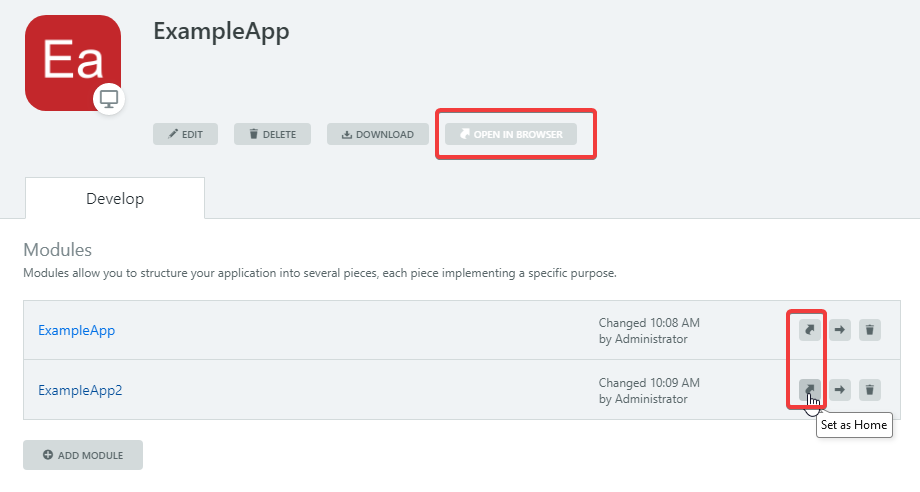 Ea
ExampleApp
EDIT
DELETE
DOWNLOAD
OPEN IN BROWSER
Develop
Modules
Modules allow you to structure your application into several pieces, each piece implementing a specific purpose.
ExampleApp
Changed 10:08 AM
by Administrator
ExampleApp2
Changed 10:09 AM
by Administrator
Set as Home
ADD MODULE